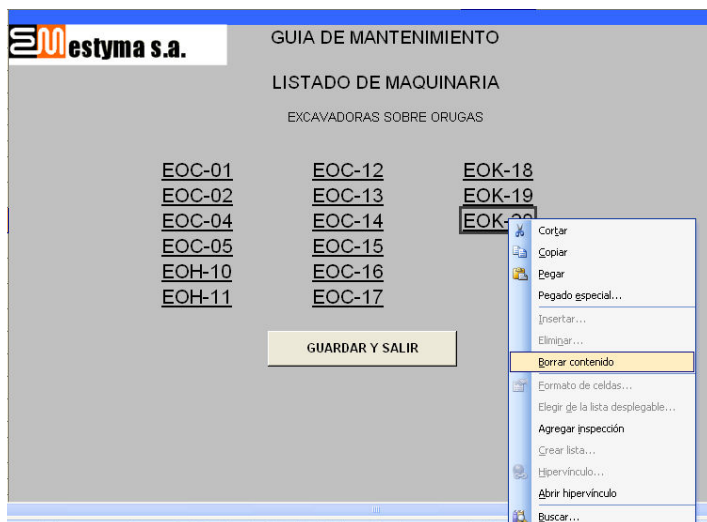 EM estyma s.a.
GUIA DE MANTENIMIENTO
LISTADO DE MAQUINARIA
EXCAVADORAS SOBRE ORUGAS
EOC-01 EOC-12 EOK-18
EOC-02 EOC-13 EOK-19
EOC-04 EOC-14 EOK-20
EOC-05 EOC-15
EOH-10 EOC-16
EOH-11 EOC-17
GUARDAR Y SALIR
Cortar
Copiar
Pegar
Pegado especial...
Insertar...
Eliminar...
Borrar contenido
Formato de celdas...
Elegir de la lista desplegable...
Agregar inspección
Crear lista...
Hipervínculo...
Abrir hipervínculo
Buscar...